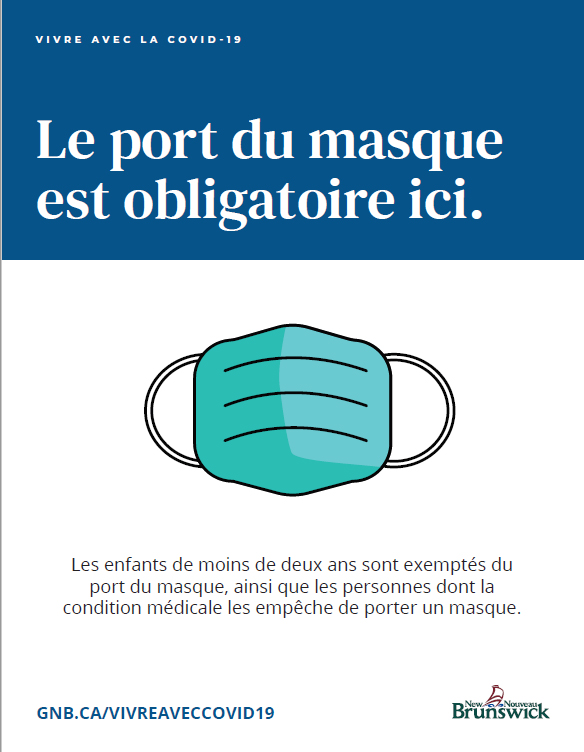 VIVRE AVEC LA COVID-19
Le port du masque
est obligatoire ici.
Les enfants de moins de deux ans sont exemptés du
port du masque, ainsi que les personnes dont la
condition médicale les empêche de porter un masque.
GNB.CA/VIVREAVECCOVID19
New Nouveau
Brunswick